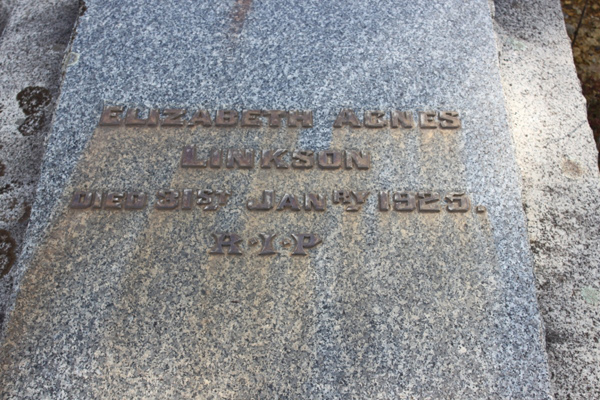 ELIZABETH AGNES
LINKSON
DIED 31ST JANRY 1925.
R·I·P